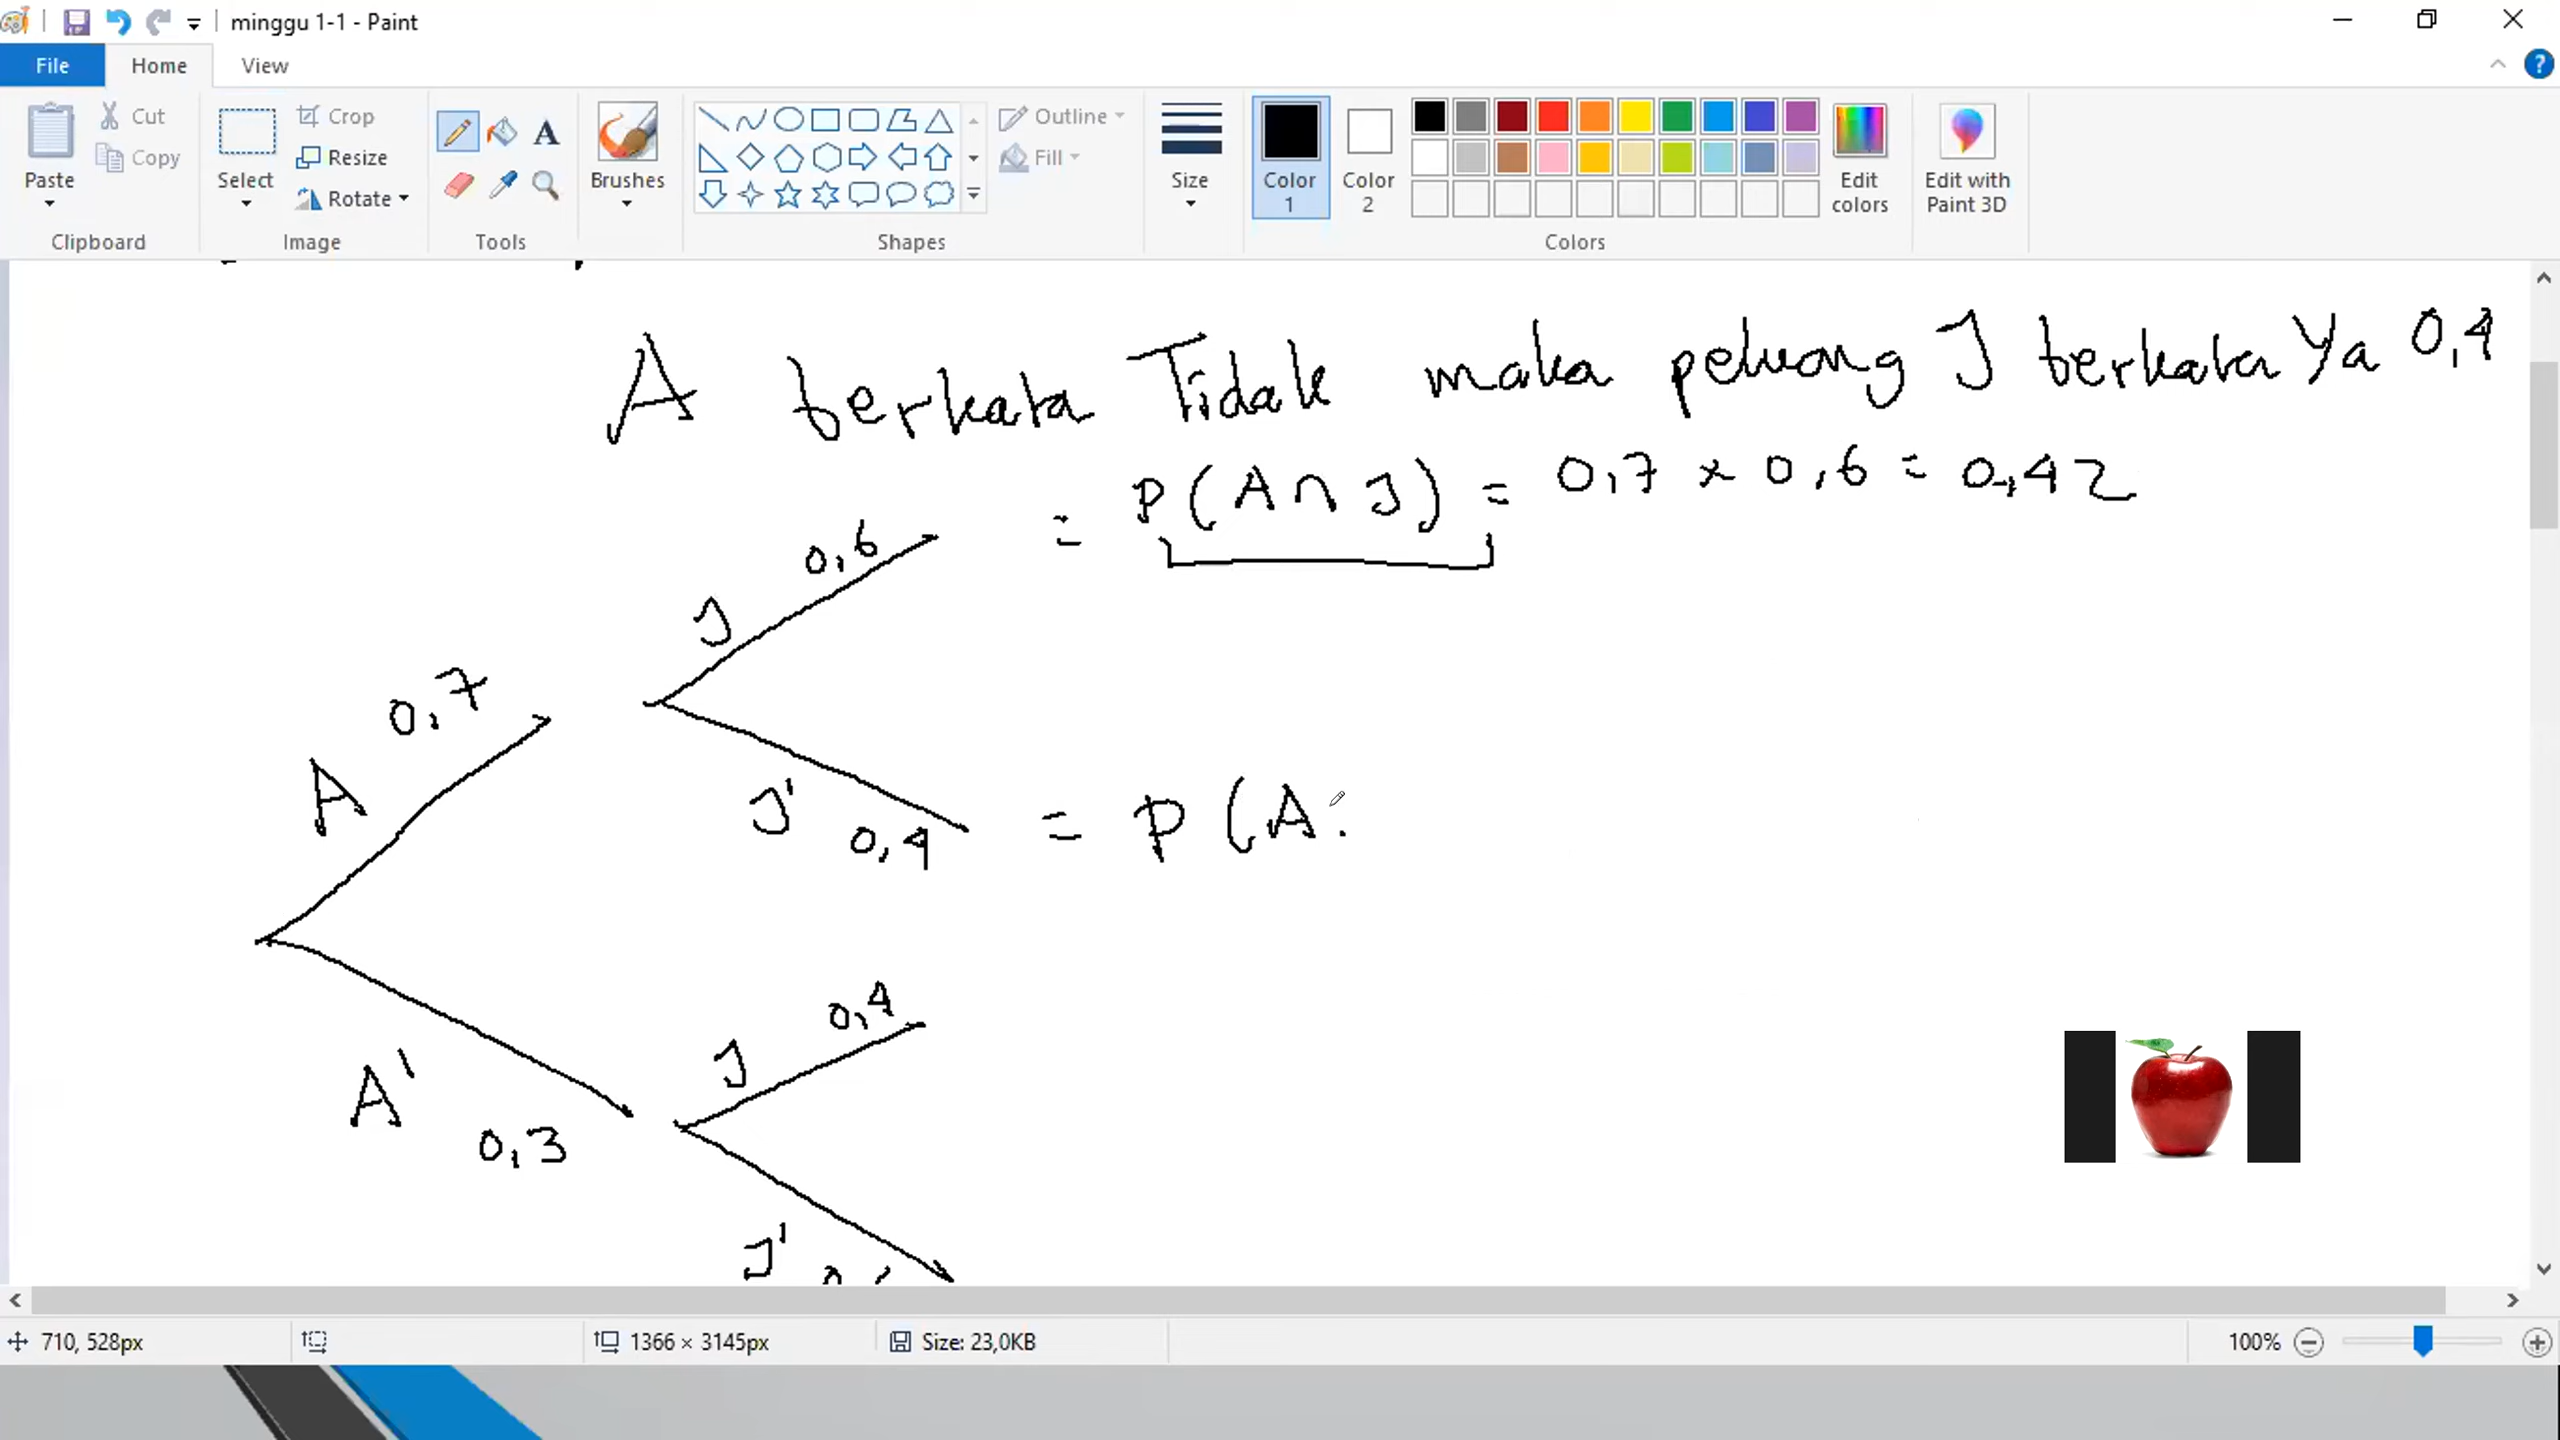 minggu 1-1 - Paint
File Home View
Paste Cut Copy Clipboard
Select Crop Resize Rotate Image
Tools
Brushes
Outline Fill Shapes
Size
Color 1 Color 2 Edit colors Colors
Edit with Paint 3D
A berkata Tidak maka peluang J berkata Ya 0,4
= P(A∩J) = 0,7 × 0,6 = 0,42
J 0,6
A 0,7
J' 0,4 = P (A
J 0,4
A' 0,3
J'
710, 528px 1366 × 3145px Size: 23,0KB 100%